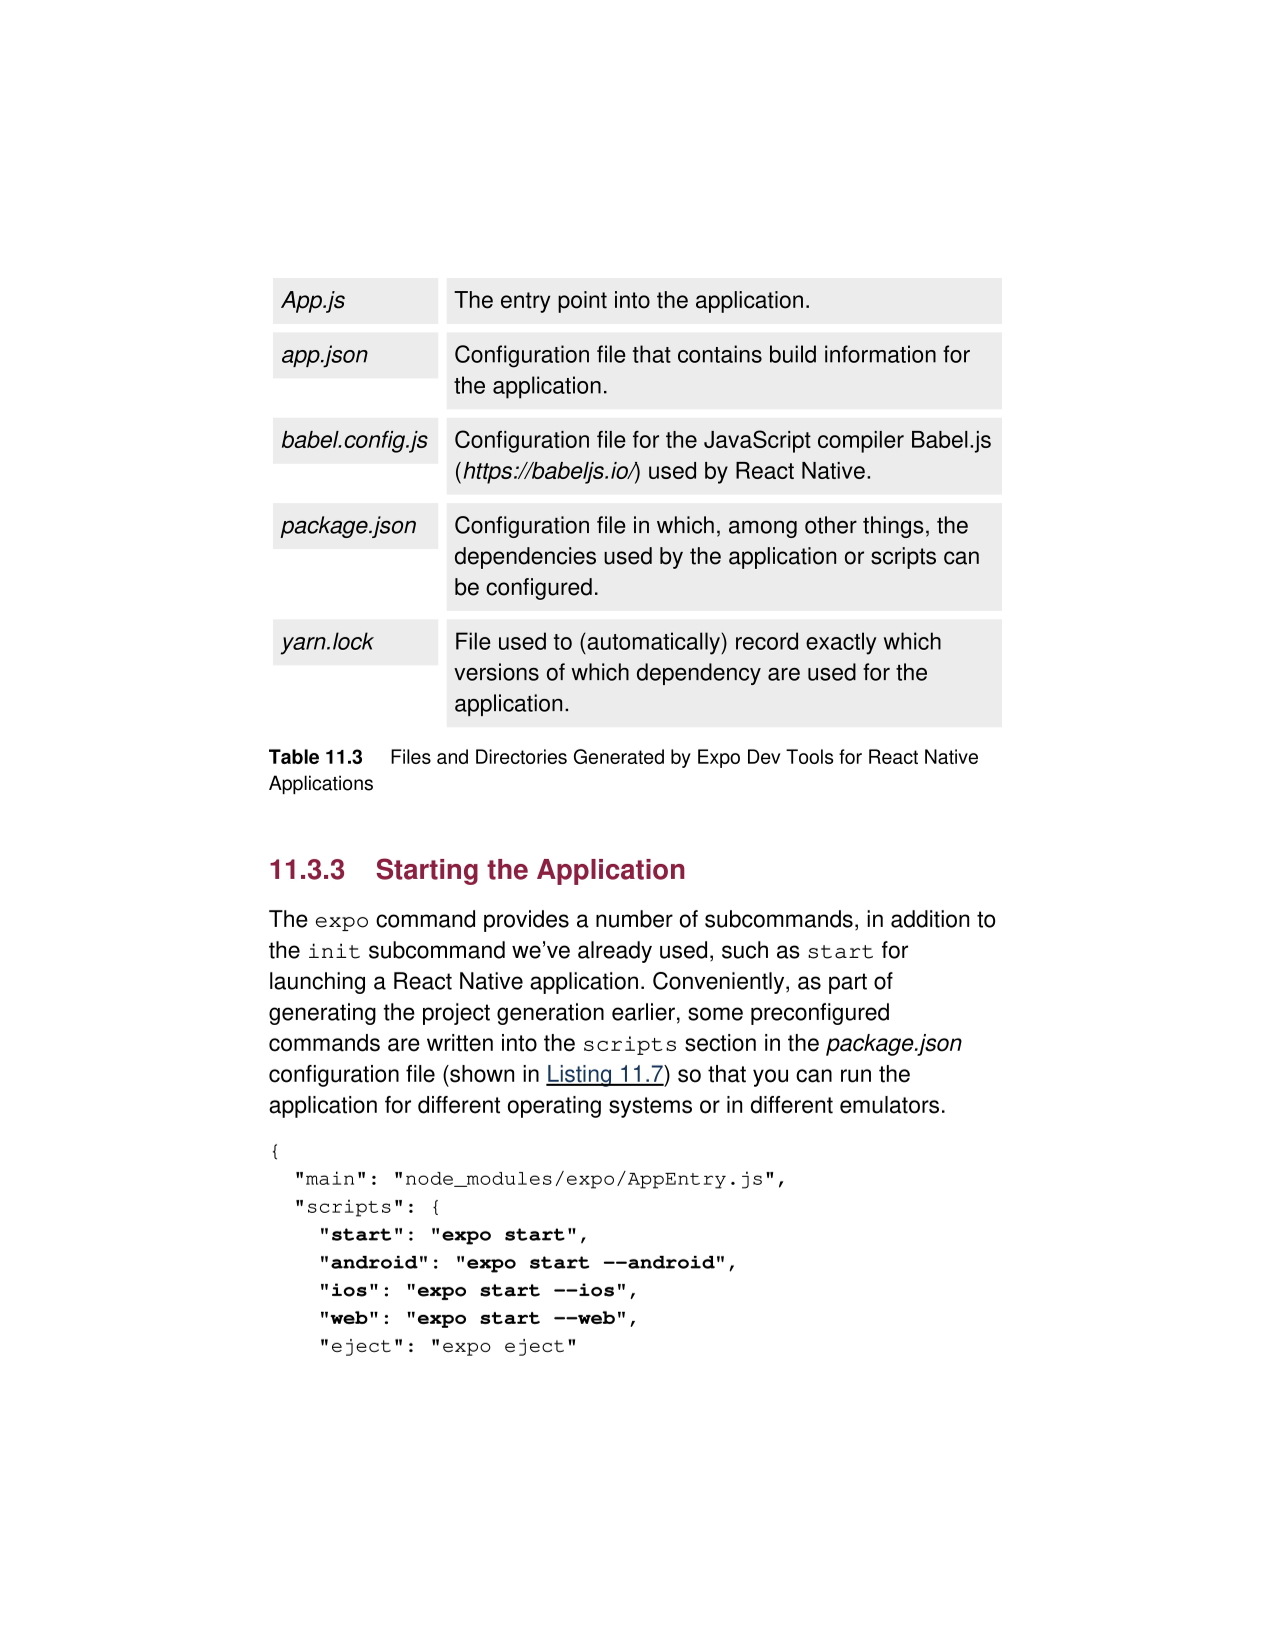 App.js The entry point into the application.
app.json Configuration file that contains build information for
the application.
babel.config.js Configuration file for the JavaScript compiler Babel.js
(https://babeljs.io/) used by React Native.
package.json Configuration file in which, among other things, the
dependencies used by the application or scripts can
be configured.
yarn.lock File used to (automatically) record exactly which
versions of which dependency are used for the
application.
Table 11.3 Files and Directories Generated by Expo Dev Tools for React Native
Applications
11.3.3 Starting the Application
The expo command provides a number of subcommands, in addition to
the init subcommand we’ve already used, such as start for
launching a React Native application. Conveniently, as part of
generating the project generation earlier, some preconfigured
commands are written into the scripts section in the package.json
configuration file (shown in Listing 11.7) so that you can run the
application for different operating systems or in different emulators.
{
  "main": "node_modules/expo/AppEntry.js",
  "scripts": {
    "start": "expo start",
    "android": "expo start --android",
    "ios": "expo start --ios",
    "web": "expo start --web",
    "eject": "expo eject"